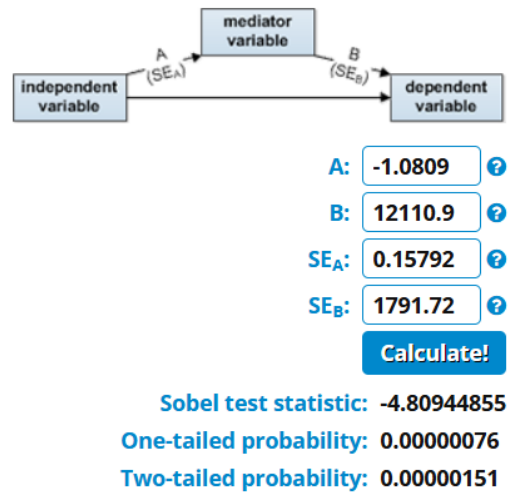 mediator
variable
A
(SEA)
B
(SEB)
independent
variable
dependent
variable
A: -1.0809 ?
B: 12110.9 ?
SEA: 0.15792 ?
SEB: 1791.72 ?
Calculate!
Sobel test statistic: -4.80944855
One-tailed probability: 0.00000076
Two-tailed probability: 0.00000151